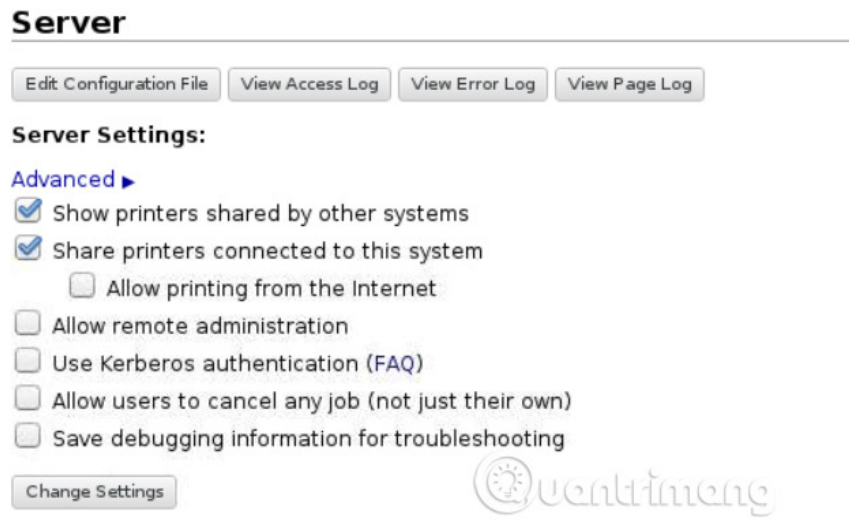 Server
Edit Configuration File View Access Log View Error Log View Page Log
Server Settings:
Advanced ▶
Show printers shared by other systems
Share printers connected to this system
Allow printing from the Internet
Allow remote administration
Use Kerberos authentication (FAQ)
Allow users to cancel any job (not just their own)
Save debugging information for troubleshooting
Change Settings
Quantrimang